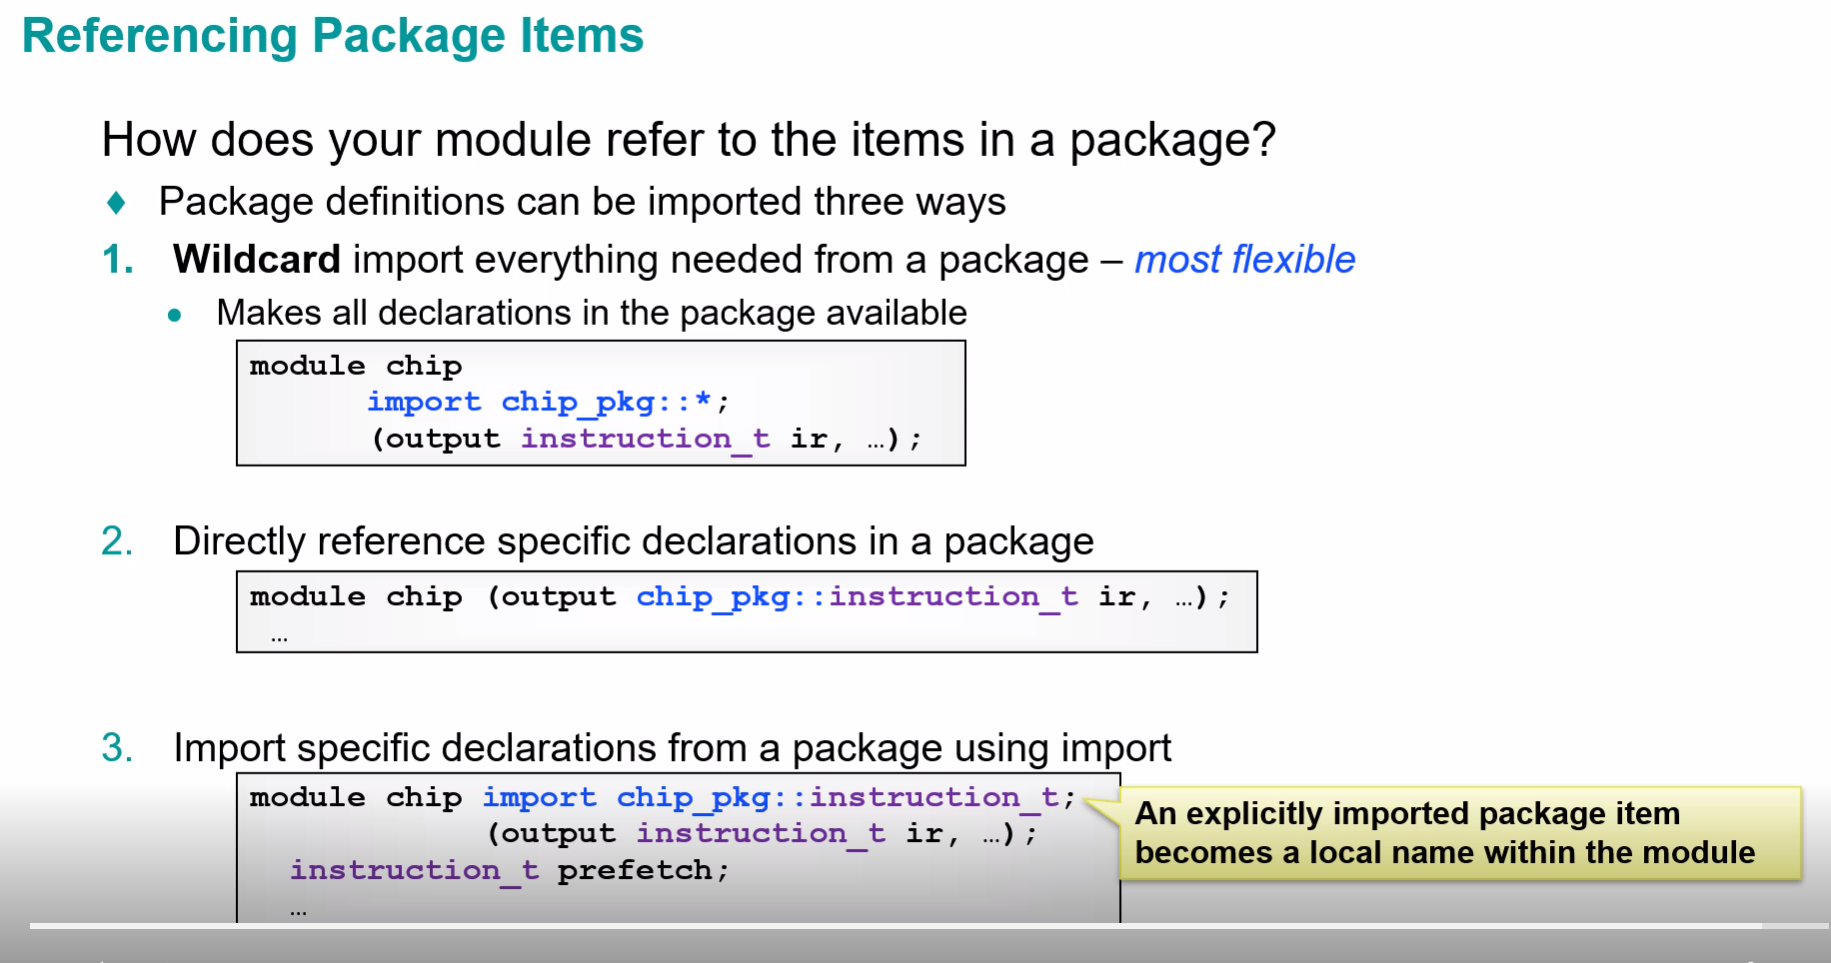 Referencing Package Items
How does your module refer to the items in a package?
♦ Package definitions can be imported three ways
1. Wildcard import everything needed from a package – most flexible
• Makes all declarations in the package available
module chip
import chip_pkg::*;
(output instruction_t ir, …);
2. Directly reference specific declarations in a package
module chip (output chip_pkg::instruction_t ir, …);
…
3. Import specific declarations from a package using import
module chip import chip_pkg::instruction_t;
(output instruction_t ir, …);
instruction_t prefetch;
…
An explicitly imported package item
becomes a local name within the module